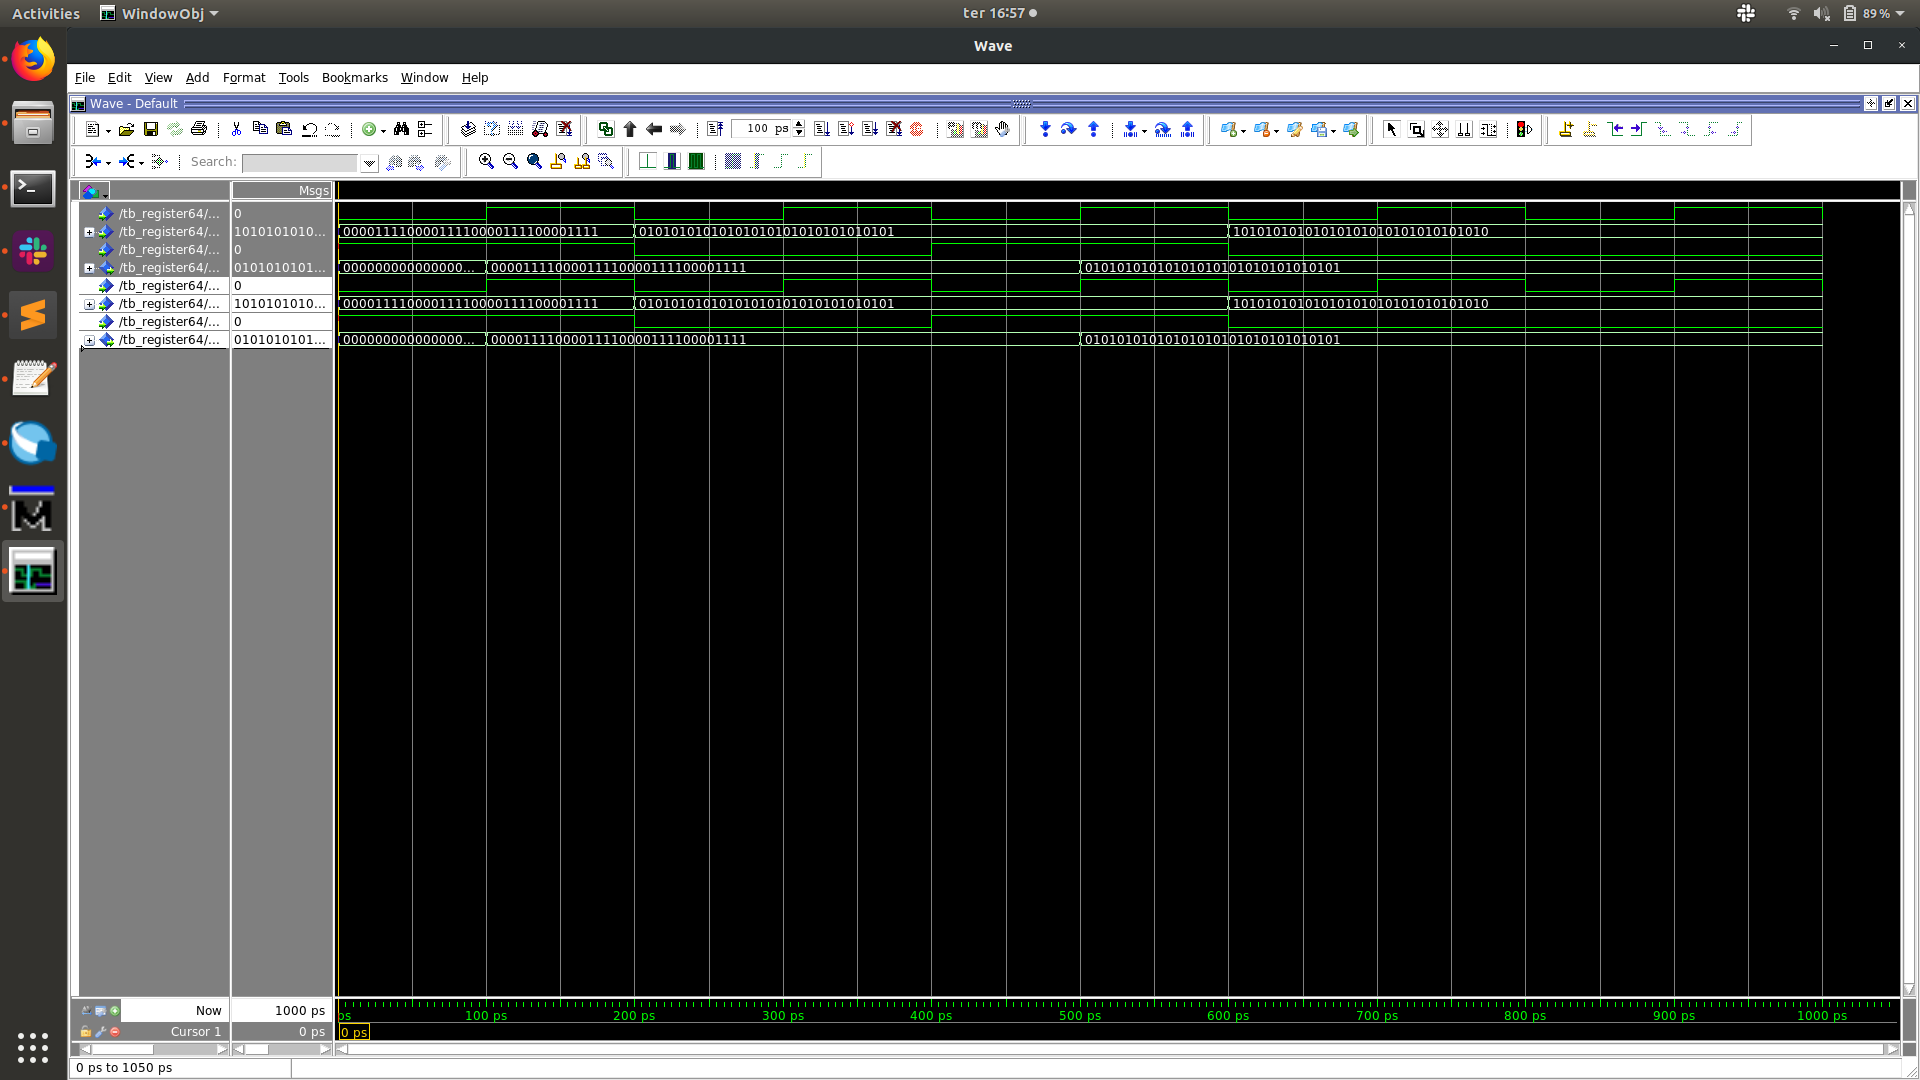 Activities WindowObj ter 16:57 89 %
Wave
File Edit View Add Format Tools Bookmarks Window Help
Wave - Default
100 ps
Search:
Msgs
/tb_register64/... 0
/tb_register64/... 1010101010... 00001111000011110000111100001111 01010101010101010101010101010101 10101010101010101010101010101010
/tb_register64/... 0
/tb_register64/... 0101010101... 000000000000000... 00001111000011110000111100001111 01010101010101010101010101010101
/tb_register64/... 0
/tb_register64/... 1010101010... 00001111000011110000111100001111 01010101010101010101010101010101 10101010101010101010101010101010
/tb_register64/... 0
/tb_register64/... 0101010101... 000000000000000... 00001111000011110000111100001111 01010101010101010101010101010101
Now 1000 ps ps 100 ps 200 ps 300 ps 400 ps 500 ps 600 ps 700 ps 800 ps 900 ps 1000 ps
Cursor 1 0 ps 0 ps
0 ps to 1050 ps